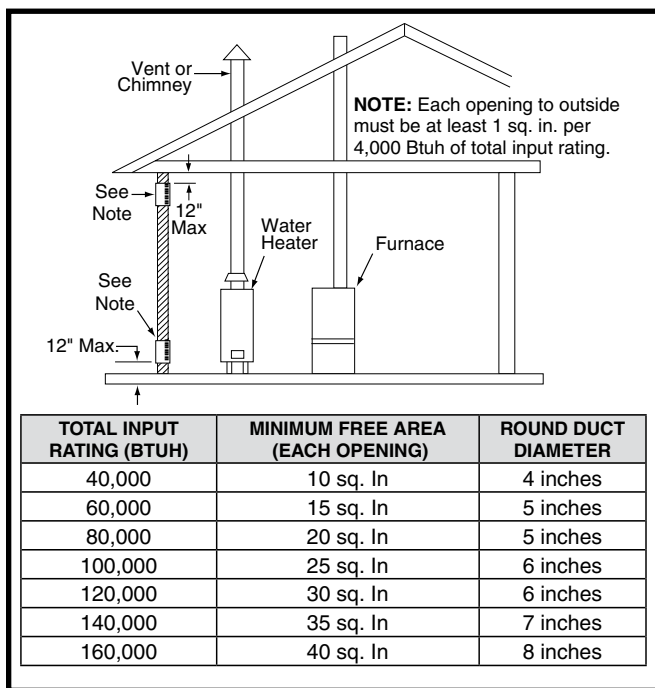 Vent or
Chimney
NOTE: Each opening to outside
must be at least 1 sq. in. per
4,000 Btuh of total input rating.
See
Note
12"
Max
Water
Heater
Furnace
See
Note
12" Max.
TOTAL INPUT RATING (BTUH) MINIMUM FREE AREA (EACH OPENING) ROUND DUCT DIAMETER
40,000 10 sq. In 4 inches
60,000 15 sq. In 5 inches
80,000 20 sq. In 5 inches
100,000 25 sq. In 6 inches
120,000 30 sq. In 6 inches
140,000 35 sq. In 7 inches
160,000 40 sq. In 8 inches